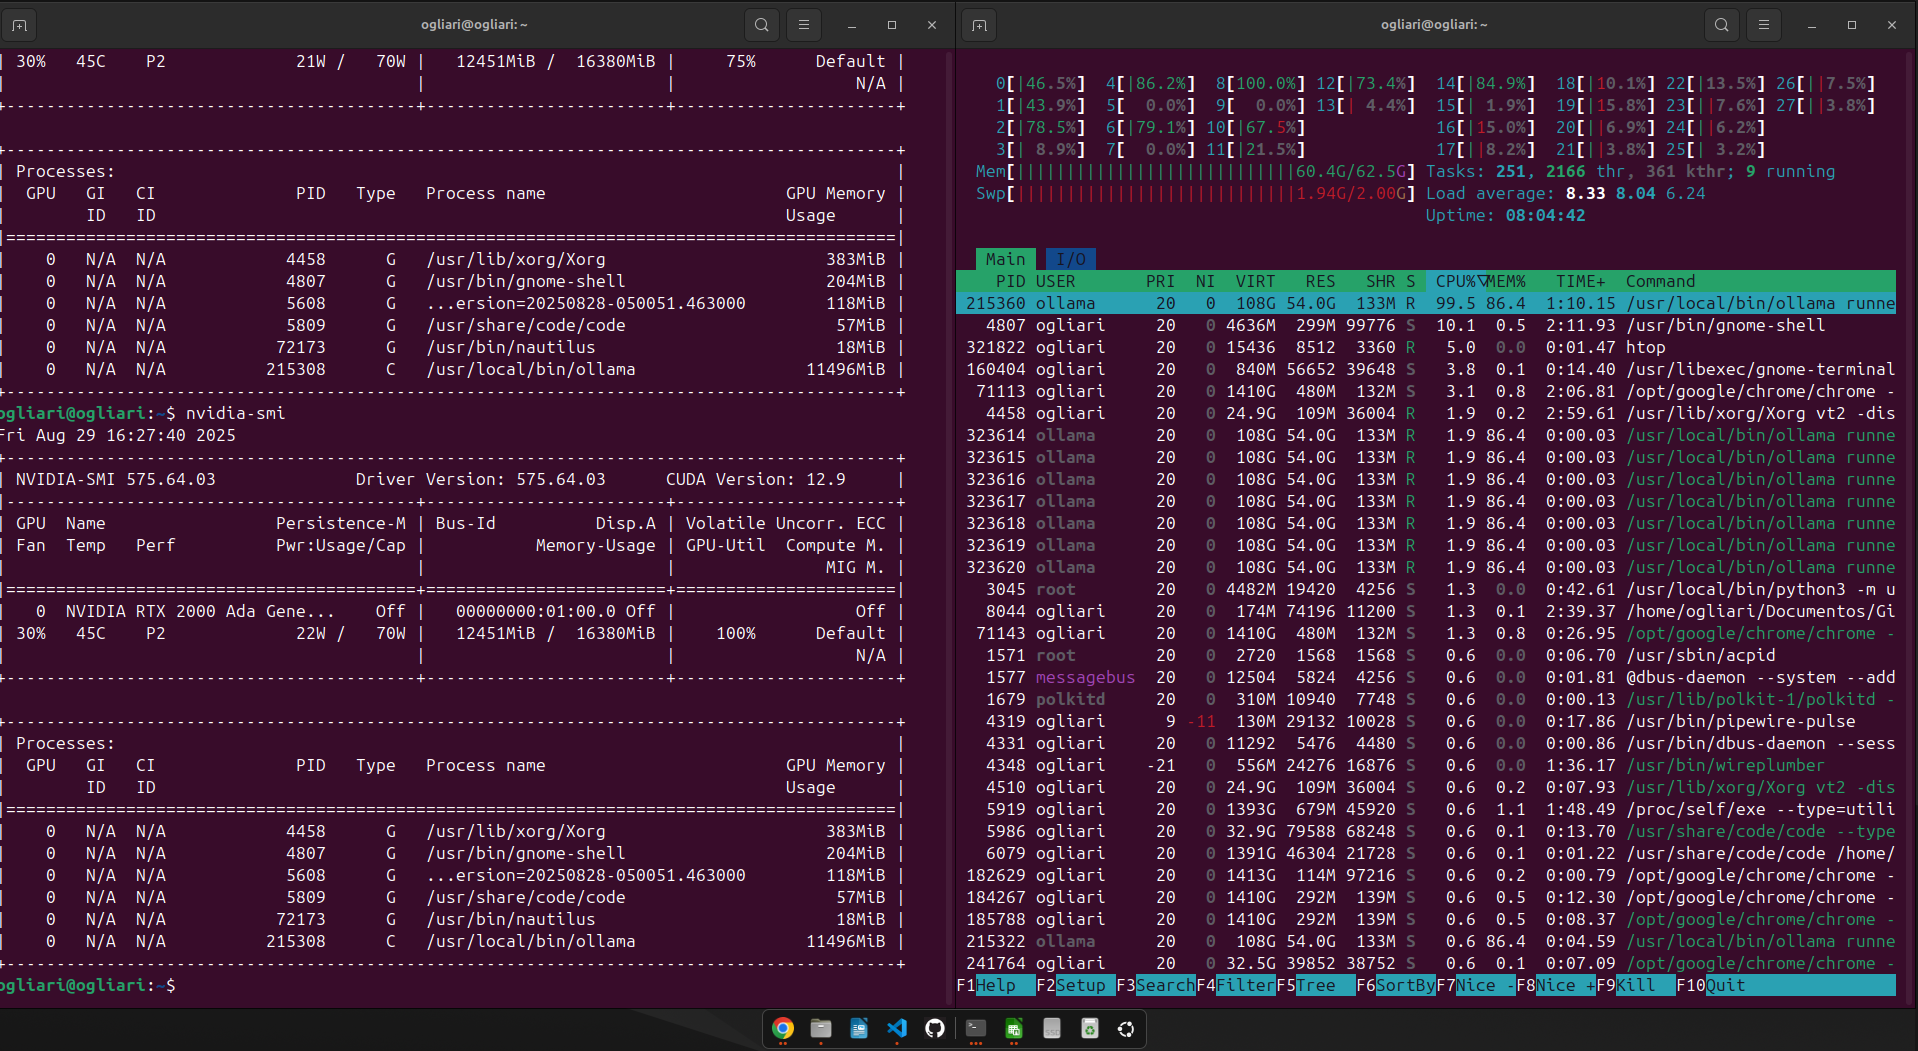 ogliari@ogliari: ~
| 30%   45C    P2             21W /   70W |   12451MiB /  16380MiB |     75%      Default |
|                                         |                        |                  N/A |
+-----------------------------------------+------------------------+----------------------+

+-----------------------------------------------------------------------------------------+
| Processes:                                                                              |
|  GPU   GI   CI              PID   Type   Process name                        GPU Memory |
|        ID   ID                                                               Usage      |
|=========================================================================================|
|    0   N/A  N/A            4458      G   /usr/lib/xorg/Xorg                      383MiB |
|    0   N/A  N/A            4807      G   /usr/bin/gnome-shell                    204MiB |
|    0   N/A  N/A            5608      G   ...ersion=20250828-050051.463000        118MiB |
|    0   N/A  N/A            5809      G   /usr/share/code/code                     57MiB |
|    0   N/A  N/A           72173      G   /usr/bin/nautilus                        18MiB |
|    0   N/A  N/A          215308      C   /usr/local/bin/ollama                 11496MiB |
+-----------------------------------------------------------------------------------------+
ogliari@ogliari:~$ nvidia-smi
Fri Aug 29 16:27:40 2025
+-----------------------------------------------------------------------------------------+
| NVIDIA-SMI 575.64.03              Driver Version: 575.64.03      CUDA Version: 12.9     |
|-----------------------------------------+------------------------+----------------------+
| GPU  Name                 Persistence-M | Bus-Id          Disp.A | Volatile Uncorr. ECC |
| Fan  Temp   Perf          Pwr:Usage/Cap |           Memory-Usage | GPU-Util  Compute M. |
|                                         |                        |               MIG M. |
|=========================================+========================+======================|
|   0  NVIDIA RTX 2000 Ada Gene...    Off |   00000000:01:00.0 Off |                  Off |
| 30%   45C    P2             22W /   70W |   12451MiB /  16380MiB |    100%      Default |
|                                         |                        |                  N/A |
+-----------------------------------------+------------------------+----------------------+

+-----------------------------------------------------------------------------------------+
| Processes:                                                                              |
|  GPU   GI   CI              PID   Type   Process name                        GPU Memory |
|        ID   ID                                                               Usage      |
|=========================================================================================|
|    0   N/A  N/A            4458      G   /usr/lib/xorg/Xorg                      383MiB |
|    0   N/A  N/A            4807      G   /usr/bin/gnome-shell                    204MiB |
|    0   N/A  N/A            5608      G   ...ersion=20250828-050051.463000        118MiB |
|    0   N/A  N/A            5809      G   /usr/share/code/code                     57MiB |
|    0   N/A  N/A           72173      G   /usr/bin/nautilus                        18MiB |
|    0   N/A  N/A          215308      C   /usr/local/bin/ollama                 11496MiB |
+-----------------------------------------------------------------------------------------+
ogliari@ogliari:~$
ogliari@ogliari: ~
0[|46.5%]  4[|86.2%]  8[100.0%] 12[|73.4%]  14[|84.9%]  18[|10.1%] 22[|13.5%] 26[||7.5%]
1[|43.9%]  5[  0.0%]  9[  0.0%] 13[| 4.4%]  15[| 1.9%]  19[|15.8%] 23[||7.6%] 27[||3.8%]
2[|78.5%]  6[|79.1%] 10[|67.5%]             16[|15.0%]  20[||6.9%] 24[||6.2%]
3[| 8.9%]  7[  0.0%] 11[|21.5%]             17[||8.2%]  21[||3.8%] 25[| 3.2%]
Mem[||||||||||||||||||||||||||||60.4G/62.5G] Tasks: 251, 2166 thr, 361 kthr; 9 running
Swp[||||||||||||||||||||||||||||1.94G/2.00G] Load average: 8.33 8.04 6.24
Uptime: 08:04:42
Main I/O
PID USER       PRI  NI  VIRT   RES   SHR S  CPU%▽MEM%   TIME+  Command
215360 ollama      20   0  108G 54.0G  133M R  99.5 86.4  1:10.15 /usr/local/bin/ollama runne
4807 ogliari     20   0 4636M  299M 99776 S  10.1  0.5  2:11.93 /usr/bin/gnome-shell
321822 ogliari     20   0 15436  8512  3360 R   5.0  0.0  0:01.47 htop
160404 ogliari     20   0  840M 56652 39648 S   3.8  0.1  0:14.40 /usr/libexec/gnome-terminal
71113 ogliari     20   0 1410G  480M  132M S   3.1  0.8  2:06.81 /opt/google/chrome/chrome -
4458 ogliari     20   0 24.9G  109M 36004 R   1.9  0.2  2:59.61 /usr/lib/xorg/Xorg vt2 -dis
323614 ollama      20   0  108G 54.0G  133M R   1.9 86.4  0:00.03 /usr/local/bin/ollama runne
323615 ollama      20   0  108G 54.0G  133M R   1.9 86.4  0:00.03 /usr/local/bin/ollama runne
323616 ollama      20   0  108G 54.0G  133M R   1.9 86.4  0:00.03 /usr/local/bin/ollama runne
323617 ollama      20   0  108G 54.0G  133M R   1.9 86.4  0:00.03 /usr/local/bin/ollama runne
323618 ollama      20   0  108G 54.0G  133M R   1.9 86.4  0:00.03 /usr/local/bin/ollama runne
323619 ollama      20   0  108G 54.0G  133M R   1.9 86.4  0:00.03 /usr/local/bin/ollama runne
323620 ollama      20   0  108G 54.0G  133M R   1.9 86.4  0:00.03 /usr/local/bin/ollama runne
3045 root        20   0 4482M 19420  4256 S   1.3  0.0  0:42.61 /usr/local/bin/python3 -m u
8044 ogliari     20   0  174M 74196 11200 S   1.3  0.1  2:39.37 /home/ogliari/Documentos/Gi
71143 ogliari     20   0 1410G  480M  132M S   1.3  0.8  0:26.95 /opt/google/chrome/chrome -
1571 root        20   0  2720  1568  1568 S   0.6  0.0  0:06.70 /usr/sbin/acpid
1577 messagebus  20   0 12504  5824  4256 S   0.6  0.0  0:01.81 @dbus-daemon --system --add
1679 polkitd     20   0  310M 10940  7748 S   0.6  0.0  0:00.13 /usr/lib/polkit-1/polkitd -
4319 ogliari      9 -11  130M 29132 10028 S   0.6  0.0  0:17.86 /usr/bin/pipewire-pulse
4331 ogliari     20   0 11292  5476  4480 S   0.6  0.0  0:00.86 /usr/bin/dbus-daemon --sess
4348 ogliari    -21   0  556M 24276 16876 S   0.6  0.0  1:36.17 /usr/bin/wireplumber
4510 ogliari     20   0 24.9G  109M 36004 S   0.6  0.2  0:07.93 /usr/lib/xorg/Xorg vt2 -dis
5919 ogliari     20   0 1393G  679M 45920 S   0.6  1.1  1:48.49 /proc/self/exe --type=utili
5986 ogliari     20   0 32.9G 79588 68248 S   0.6  0.1  0:13.70 /usr/share/code/code --type
6079 ogliari     20   0 1391G 46304 21728 S   0.6  0.1  0:01.22 /usr/share/code/code /home/
182629 ogliari     20   0 1413G  114M 97216 S   0.6  0.2  0:00.79 /opt/google/chrome/chrome -
184267 ogliari     20   0 1410G  292M  139M S   0.6  0.5  0:12.30 /opt/google/chrome/chrome -
185788 ogliari     20   0 1410G  292M  139M S   0.6  0.5  0:08.37 /opt/google/chrome/chrome -
215322 ollama      20   0  108G 54.0G  133M S   0.6 86.4  0:04.59 /usr/local/bin/ollama runne
241764 ogliari     20   0 32.5G 39852 38752 S   0.6  0.1  0:07.09 /opt/google/chrome/chrome -
F1Help  F2Setup F3SearchF4FilterF5Tree  F6SortByF7Nice -F8Nice +F9Kill  F10Quit